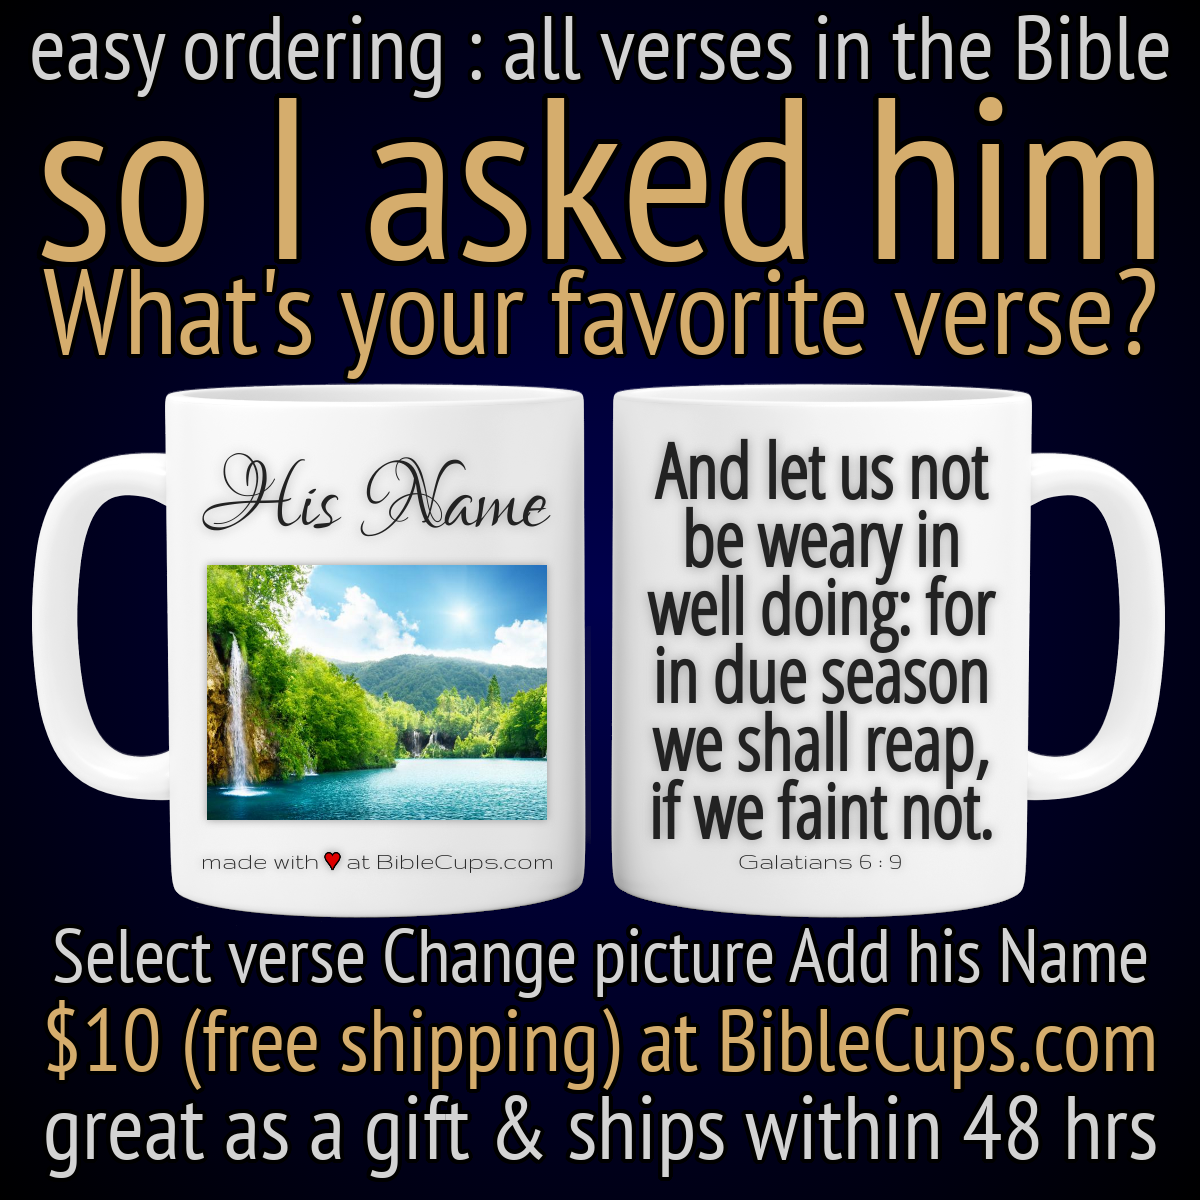 easy ordering : all verses in the Bible
so I asked him
What's your favorite verse?
His Name
made with ♥ at BibleCups.com
And let us not
be weary in
well doing: for
in due season
we shall reap,
if we faint not.
Galatians 6 : 9
Select verse Change picture Add his Name
$10 (free shipping) at BibleCups.com
great as a gift & ships within 48 hrs